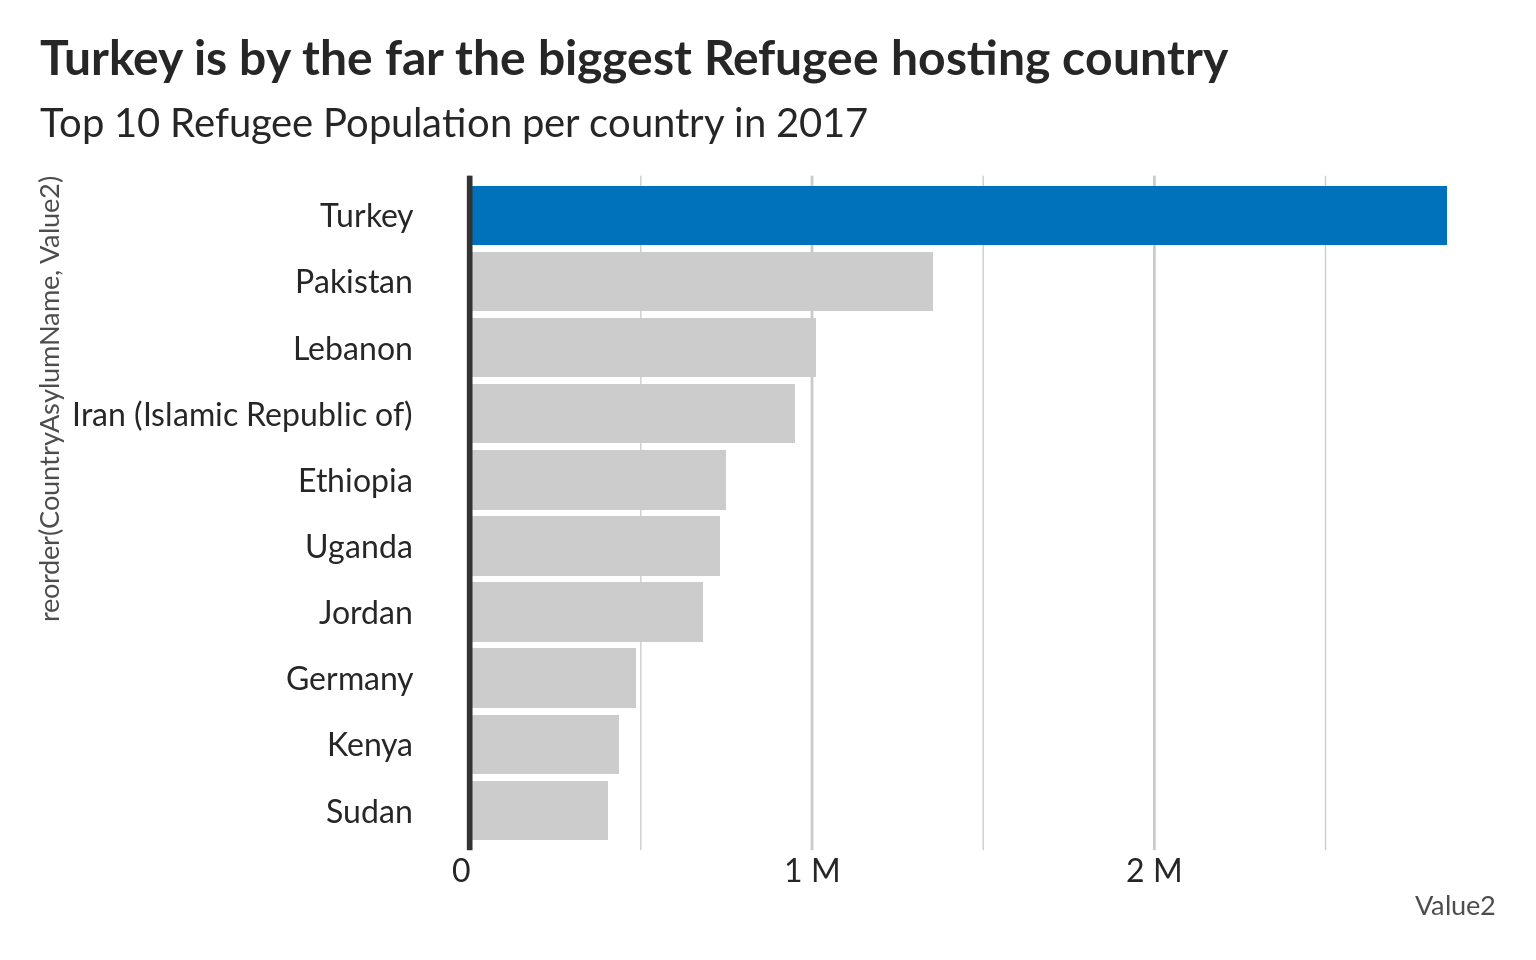 Turkey is by the far the biggest Refugee hosting country
Top 10 Refugee Population per country in 2017
reorder(CountryAsylumName, Value2)
Turkey
Pakistan
Lebanon
Iran (Islamic Republic of)
Ethiopia
Uganda
Jordan
Germany
Kenya
Sudan
0 1 M 2 M
Value2